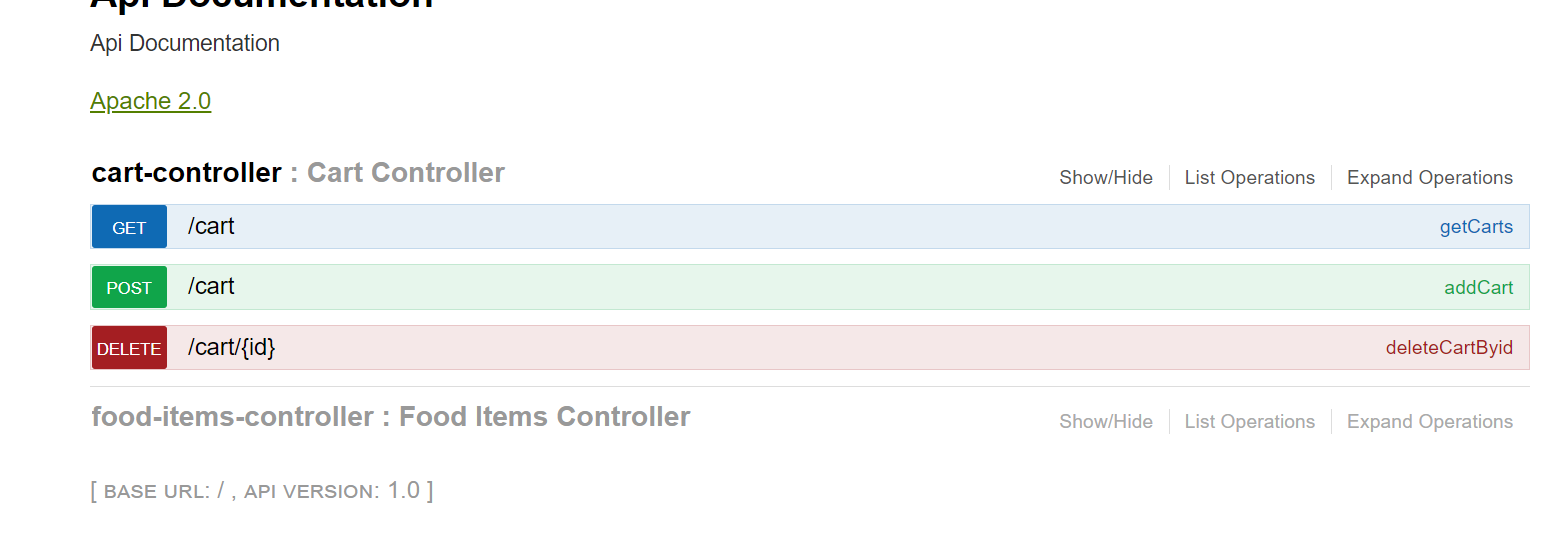 Api Documentation
Api Documentation
Apache 2.0
cart-controller : Cart Controller Show/Hide List Operations Expand Operations
GET /cart getCarts
POST /cart addCart
DELETE /cart/{id} deleteCartByid
food-items-controller : Food Items Controller Show/Hide List Operations Expand Operations
[ BASE URL: / , API VERSION: 1.0 ]